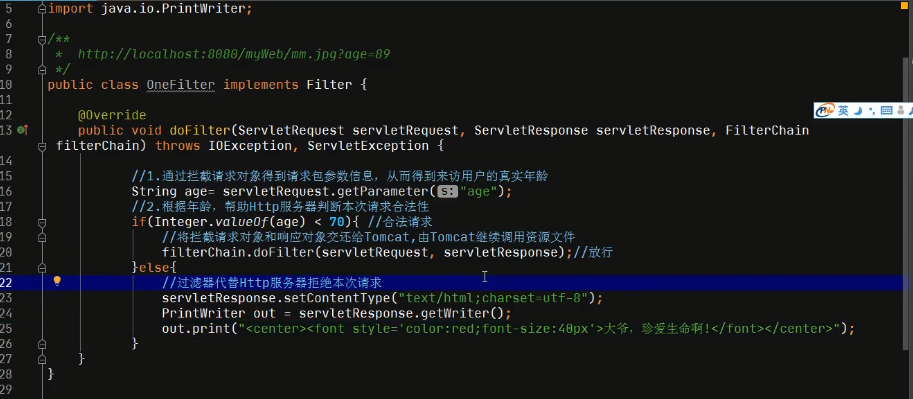 5 import java.io.PrintWriter;
6
7 /**
8 * http://localhost:8080/myWeb/mm.jpg?age=89
9 */
10 public class OneFilter implements Filter {
11
12 @Override
13 public void doFilter(ServletRequest servletRequest, ServletResponse servletResponse, FilterChain
filterChain) throws IOException, ServletException {
14
15 //1.通过拦截请求对象得到请求包参数信息，从而得到来访用户的真实年龄
16 String age= servletRequest.getParameter( s: "age");
17 //2.根据年龄，帮助Http服务器判断本次请求合法性
18 if(Integer.valueOf(age) < 70){ //合法请求
19 //将拦截请求对象和响应对象交还给Tomcat,由Tomcat继续调用资源文件
20 filterChain.doFilter(servletRequest, servletResponse);//放行
21 }else{
22 //过滤器代替Http服务器拒绝本次请求
23 servletResponse.setContentType("text/html;charset=utf-8");
24 PrintWriter out = servletResponse.getWriter();
25 out.print("<center><font style='color:red;font-size:40px'>大爷，珍爱生命啊!</font></center>");
26 }
27 }
28 }
29
英